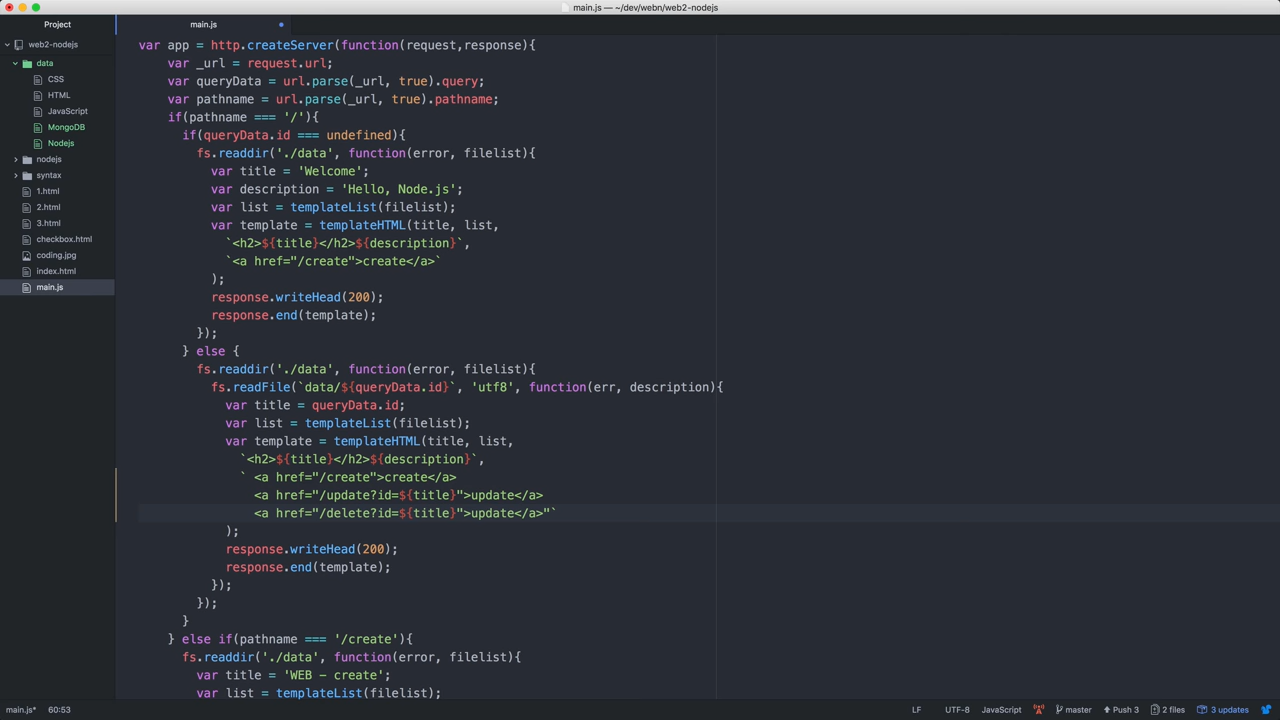 main.js — ~/dev/webn/web2-nodejs
Project
main.js
web2-nodejs
data
CSS
HTML
JavaScript
MongoDB
Nodejs
nodejs
syntax
1.html
2.html
3.html
checkbox.html
coding.jpg
index.html
main.js
var app = http.createServer(function(request,response){
    var _url = request.url;
    var queryData = url.parse(_url, true).query;
    var pathname = url.parse(_url, true).pathname;
    if(pathname === '/'){
      if(queryData.id === undefined){
        fs.readdir('./data', function(error, filelist){
          var title = 'Welcome';
          var description = 'Hello, Node.js';
          var list = templateList(filelist);
          var template = templateHTML(title, list,
            `<h2>${title}</h2>${description}`,
            `<a href="/create">create</a>`
          );
          response.writeHead(200);
          response.end(template);
        });
      } else {
        fs.readdir('./data', function(error, filelist){
          fs.readFile(`data/${queryData.id}`, 'utf8', function(err, description){
            var title = queryData.id;
            var list = templateList(filelist);
            var template = templateHTML(title, list,
              `<h2>${title}</h2>${description}`,
              ` <a href="/create">create</a>
                <a href="/update?id=${title}">update</a>
                <a href="/delete?id=${title}">update</a>"`
            );
            response.writeHead(200);
            response.end(template);
          });
        });
      }
    } else if(pathname === '/create'){
      fs.readdir('./data', function(error, filelist){
        var title = 'WEB - create';
        var list = templateList(filelist);
main.js* 60:53 LF UTF-8 JavaScript master Push 3 2 files 3 updates